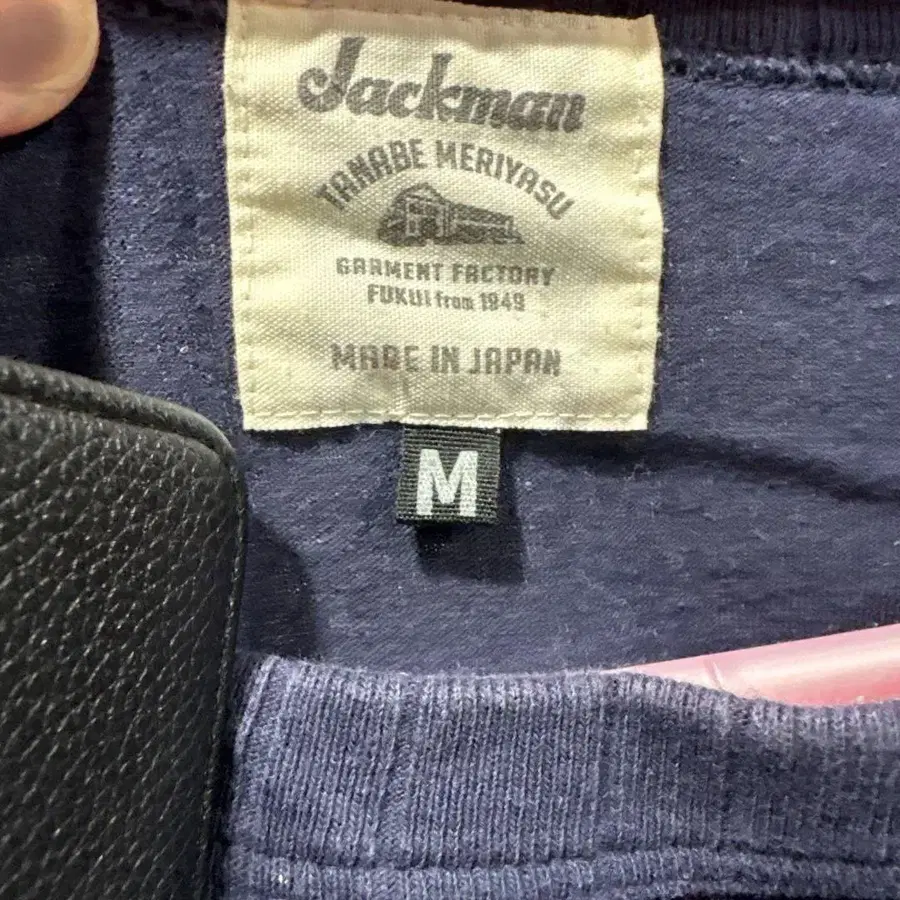 Jackman
TANABE MERIYASU
GARMENT FACTORY
FUKUI from 1949
MADE IN JAPAN
M